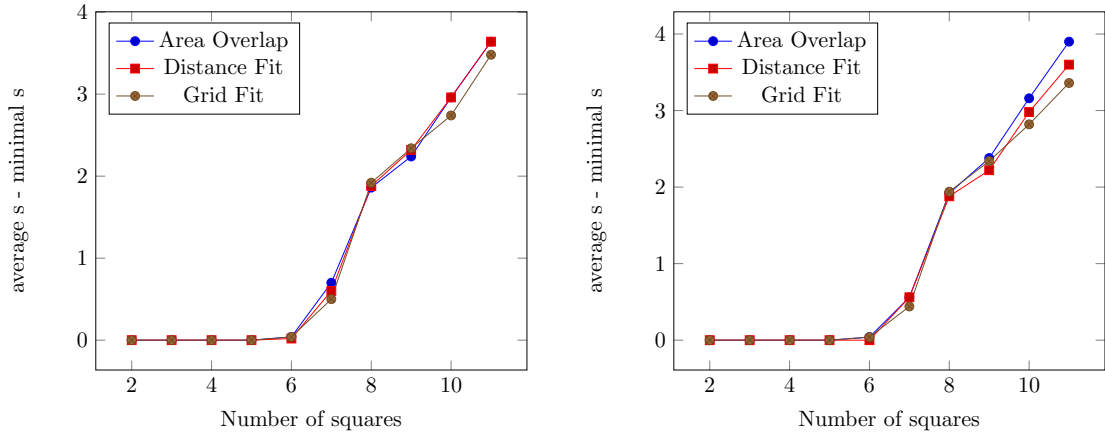 4
3
2
1
0
2
4
6
8
10
Number of squares
average s - minimal s
Area Overlap
Distance Fit
Grid Fit
4
3
2
1
0
2
4
6
8
10
Number of squares
average s - minimal s
Area Overlap
Distance Fit
Grid Fit